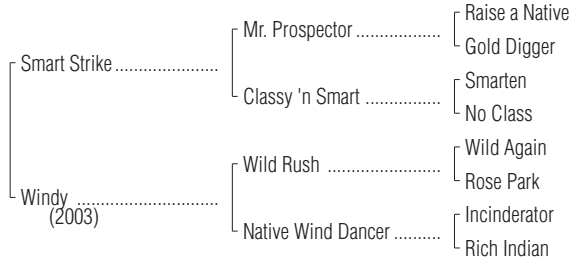 Raise a Native
Mr. Prospector ..................
Gold Digger
Smart Strike ......................
Smarten
Classy 'n Smart ................
No Class
Wild Again
Wild Rush ........................
Rose Park
Windy ..............................
(2003)
Incinderator
Native Wind Dancer ..........
Rich Indian